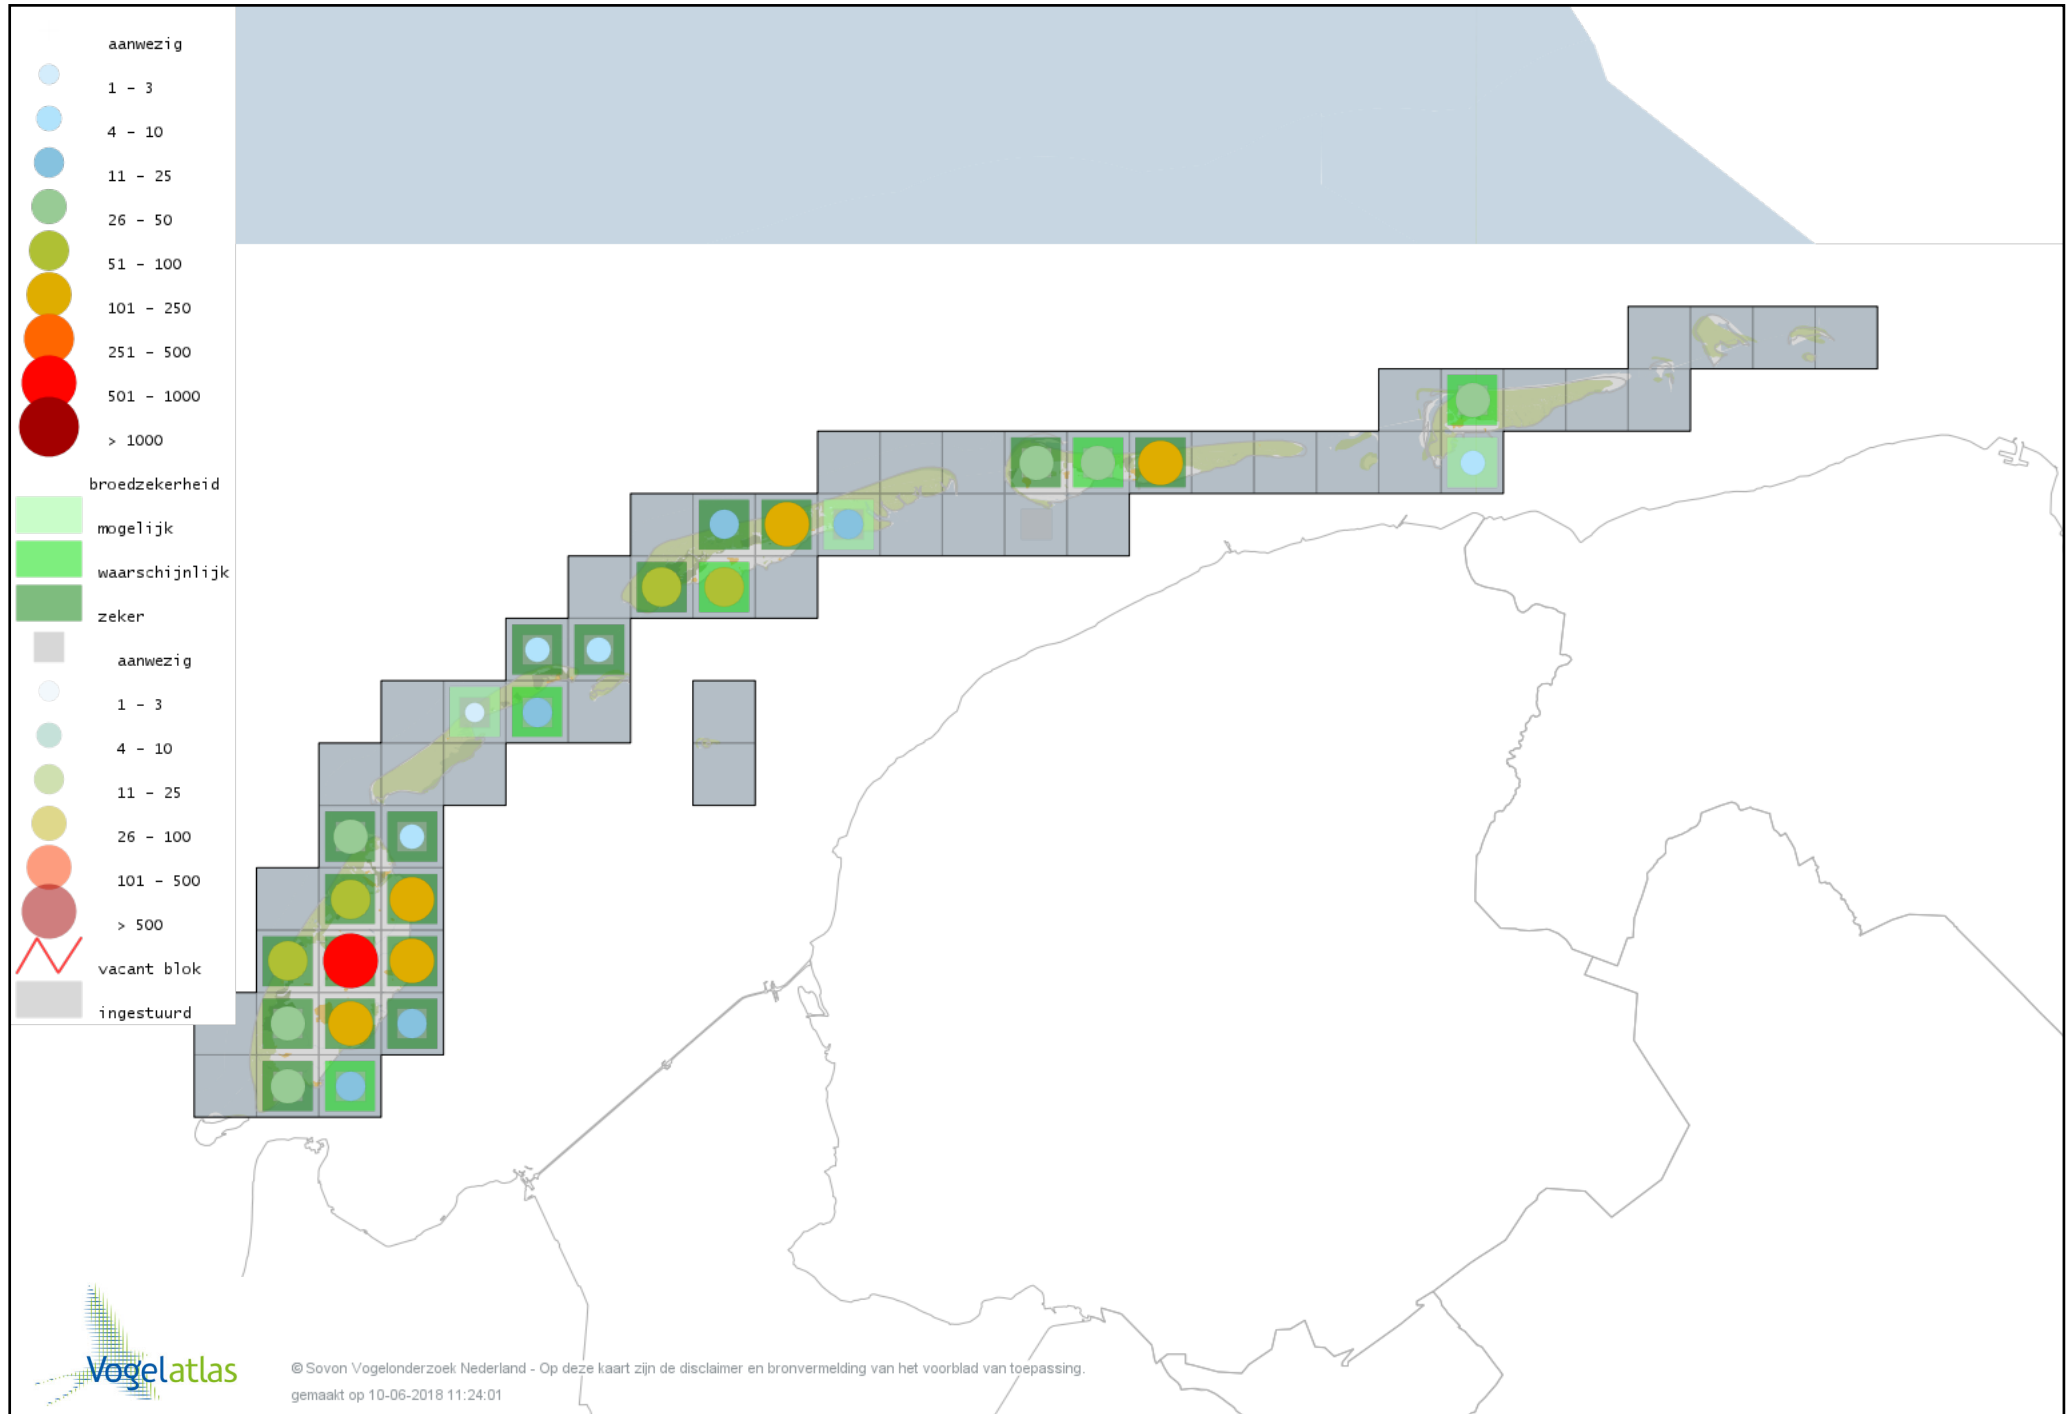 aanwezig
1 - 3
4 - 10
11 - 25
26 - 50
51 - 100
101 - 250
251 - 500
501 - 1000
> 1000
broedzekerheid
mogelijk
waarschijnlijk
zeker
aanwezig
1 - 3
4 - 10
11 - 25
26 - 100
101 - 500
> 500
vacant blok
ingestuurd
Vogelatlas
© Sovon Vogelonderzoek Nederland - Op deze kaart zijn de disclaimer en bronvermelding van het voorblad van toepassing.
gemaakt op 10-06-2018 11:24:01